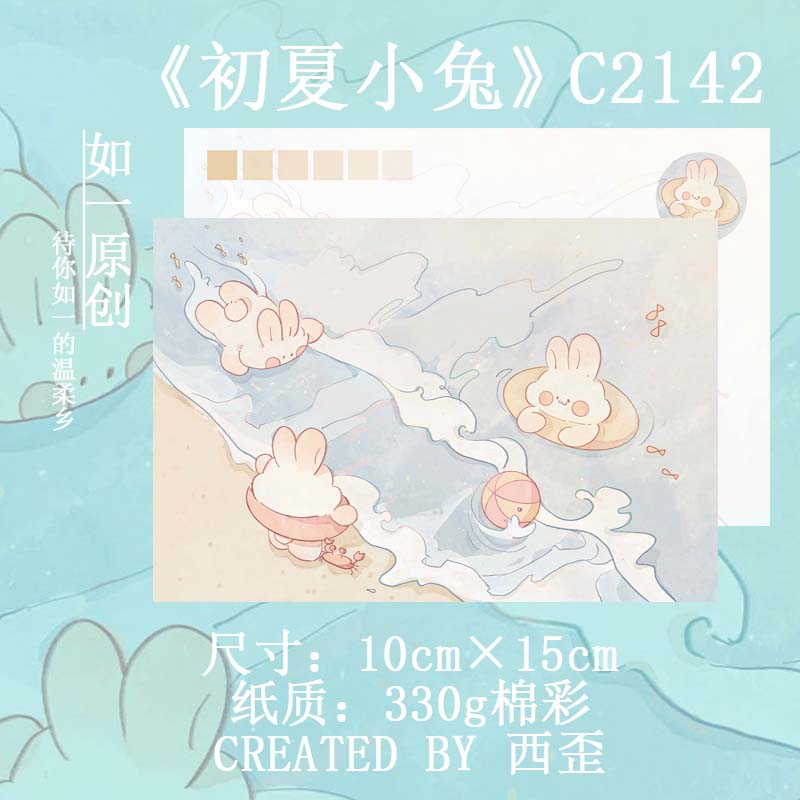 《初夏小兔》C2142
如一原创
待你如一的温柔乡
尺寸：10cm×15cm
纸质：330g棉彩
CREATED BY 西歪